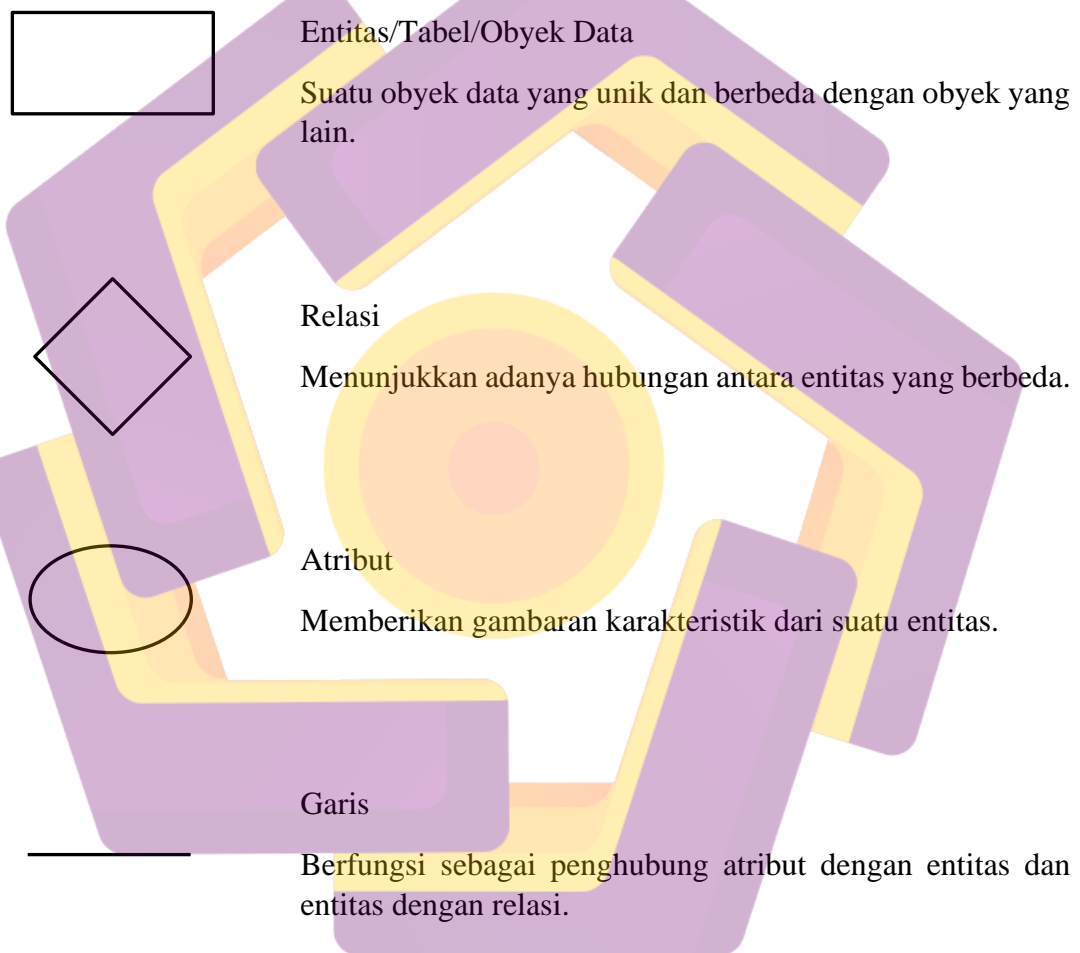 Entitas/Tabel/Obyek Data
Suatu obyek data yang unik dan berbeda dengan obyek yang
lain.
Relasi
Menunjukkan adanya hubungan antara entitas yang berbeda.
Atribut
Memberikan gambaran karakteristik dari suatu entitas.
Garis
Berfungsi sebagai penghubung atribut dengan entitas dan
entitas dengan relasi.